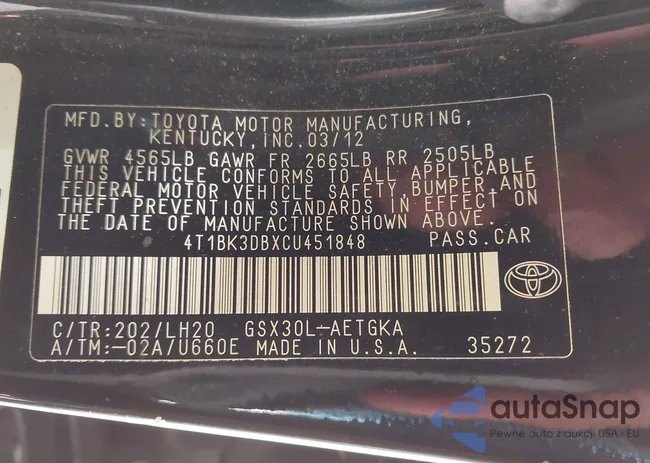 MFD.BY:TOYOTA MOTOR MANUFACTURING,
KENTUCKY,INC.03/12
GVWR 4565LB GAWR FR 2665LB RR 2505LB
THIS VEHICLE CONFORMS TO ALL APPLICABLE
FEDERAL MOTOR VEHICLE SAFETY,BUMPER,AND
THEFT PREVENTION STANDARDS IN EFFECT ON
THE DATE OF MANUFACTURE SHOWN ABOVE.
4T1BK3DBXCU451848 PASS.CAR
C/TR:202/LH20 GSX30L-AETGKA
A/TM:-02A/U660E MADE IN U.S.A. 35272
autaSnap
Pewne auto z aukcji USA i EU